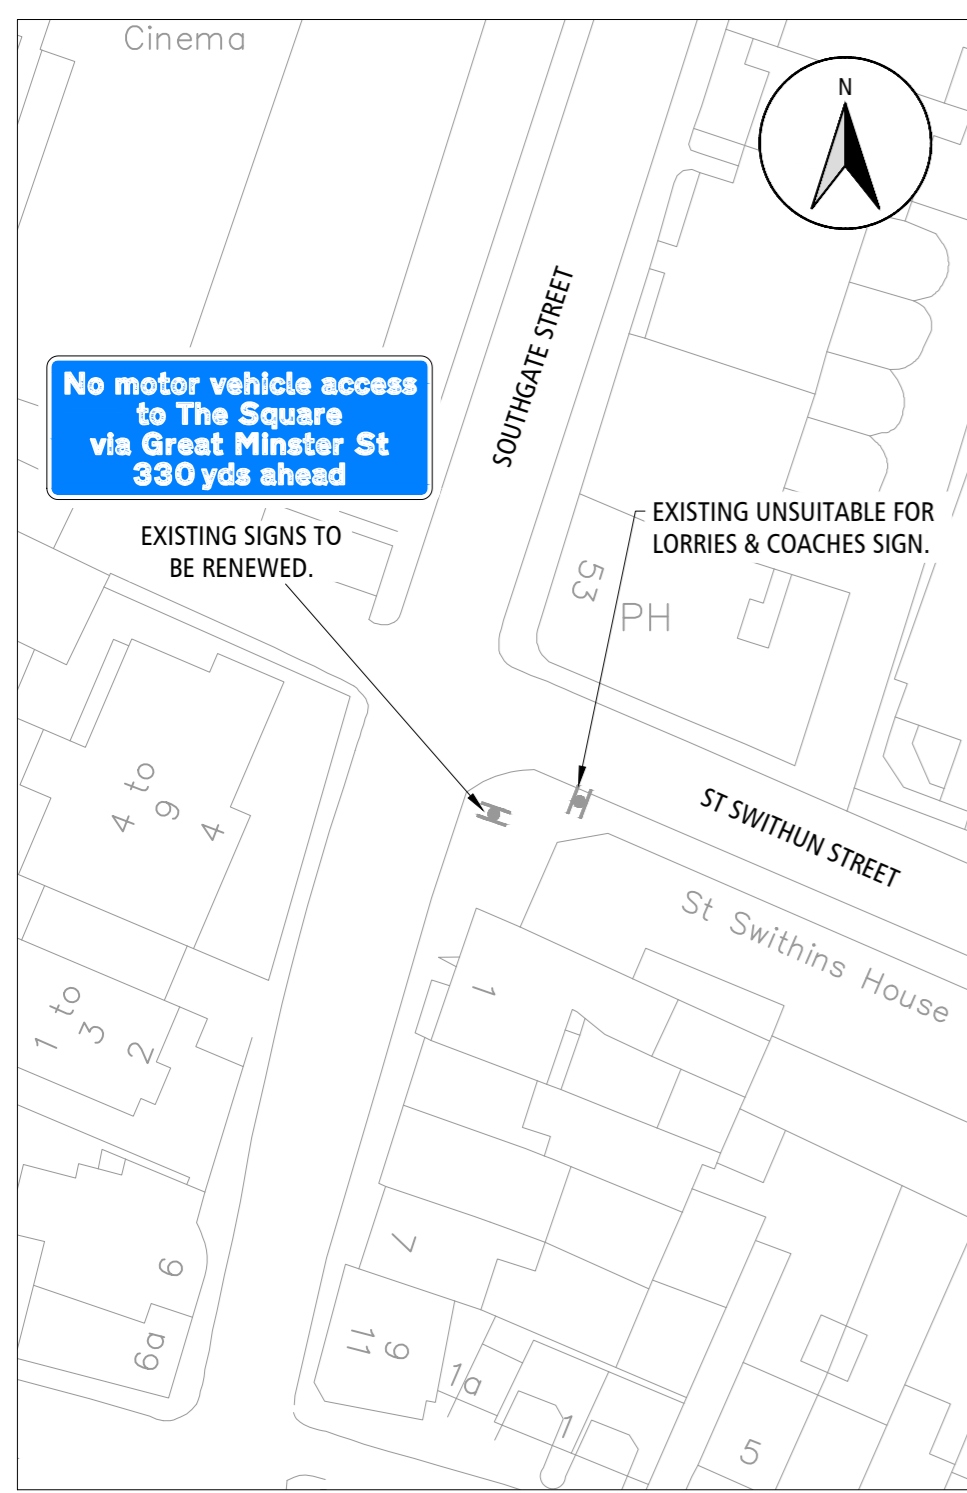 Cinema
N
SOUTHGATE STREET
No motor vehicle access
to The Square
via Great Minster St
330 yds ahead
EXISTING SIGNS TO
BE RENEWED.
EXISTING UNSUITABLE FOR
LORRIES & COACHES SIGN.
53
PH
ST SWITHUN STREET
St Swithins House
4 to
9
4
1
1 to
3
2
7
6
6a
9
11
1a
1
5